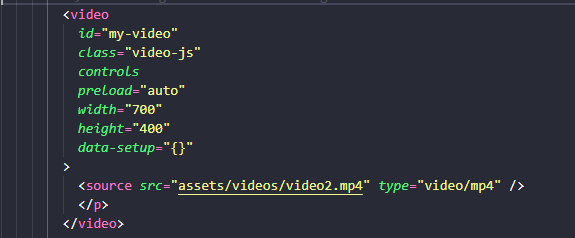 <video
id="my-video"
class="video-js"
controls
preload="auto"
width="700"
height="400"
data-setup="{}"
>
<source src="assets/videos/video2.mp4" type="video/mp4" />
</p>
</video>